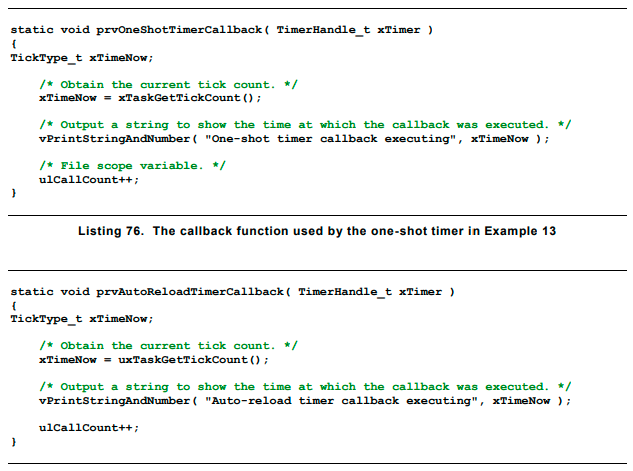 static void prvOneShotTimerCallback( TimerHandle_t xTimer )
{
TickType_t xTimeNow;
/* Obtain the current tick count. */
xTimeNow = xTaskGetTickCount();
/* Output a string to show the time at which the callback was executed. */
vPrintStringAndNumber( "One-shot timer callback executing", xTimeNow );
/* File scope variable. */
ulCallCount++;
}
Listing 76. The callback function used by the one-shot timer in Example 13
static void prvAutoReloadTimerCallback( TimerHandle_t xTimer )
{
TickType_t xTimeNow;
/* Obtain the current tick count. */
xTimeNow = uxTaskGetTickCount();
/* Output a string to show the time at which the callback was executed. */
vPrintStringAndNumber( "Auto-reload timer callback executing", xTimeNow );
ulCallCount++;
}